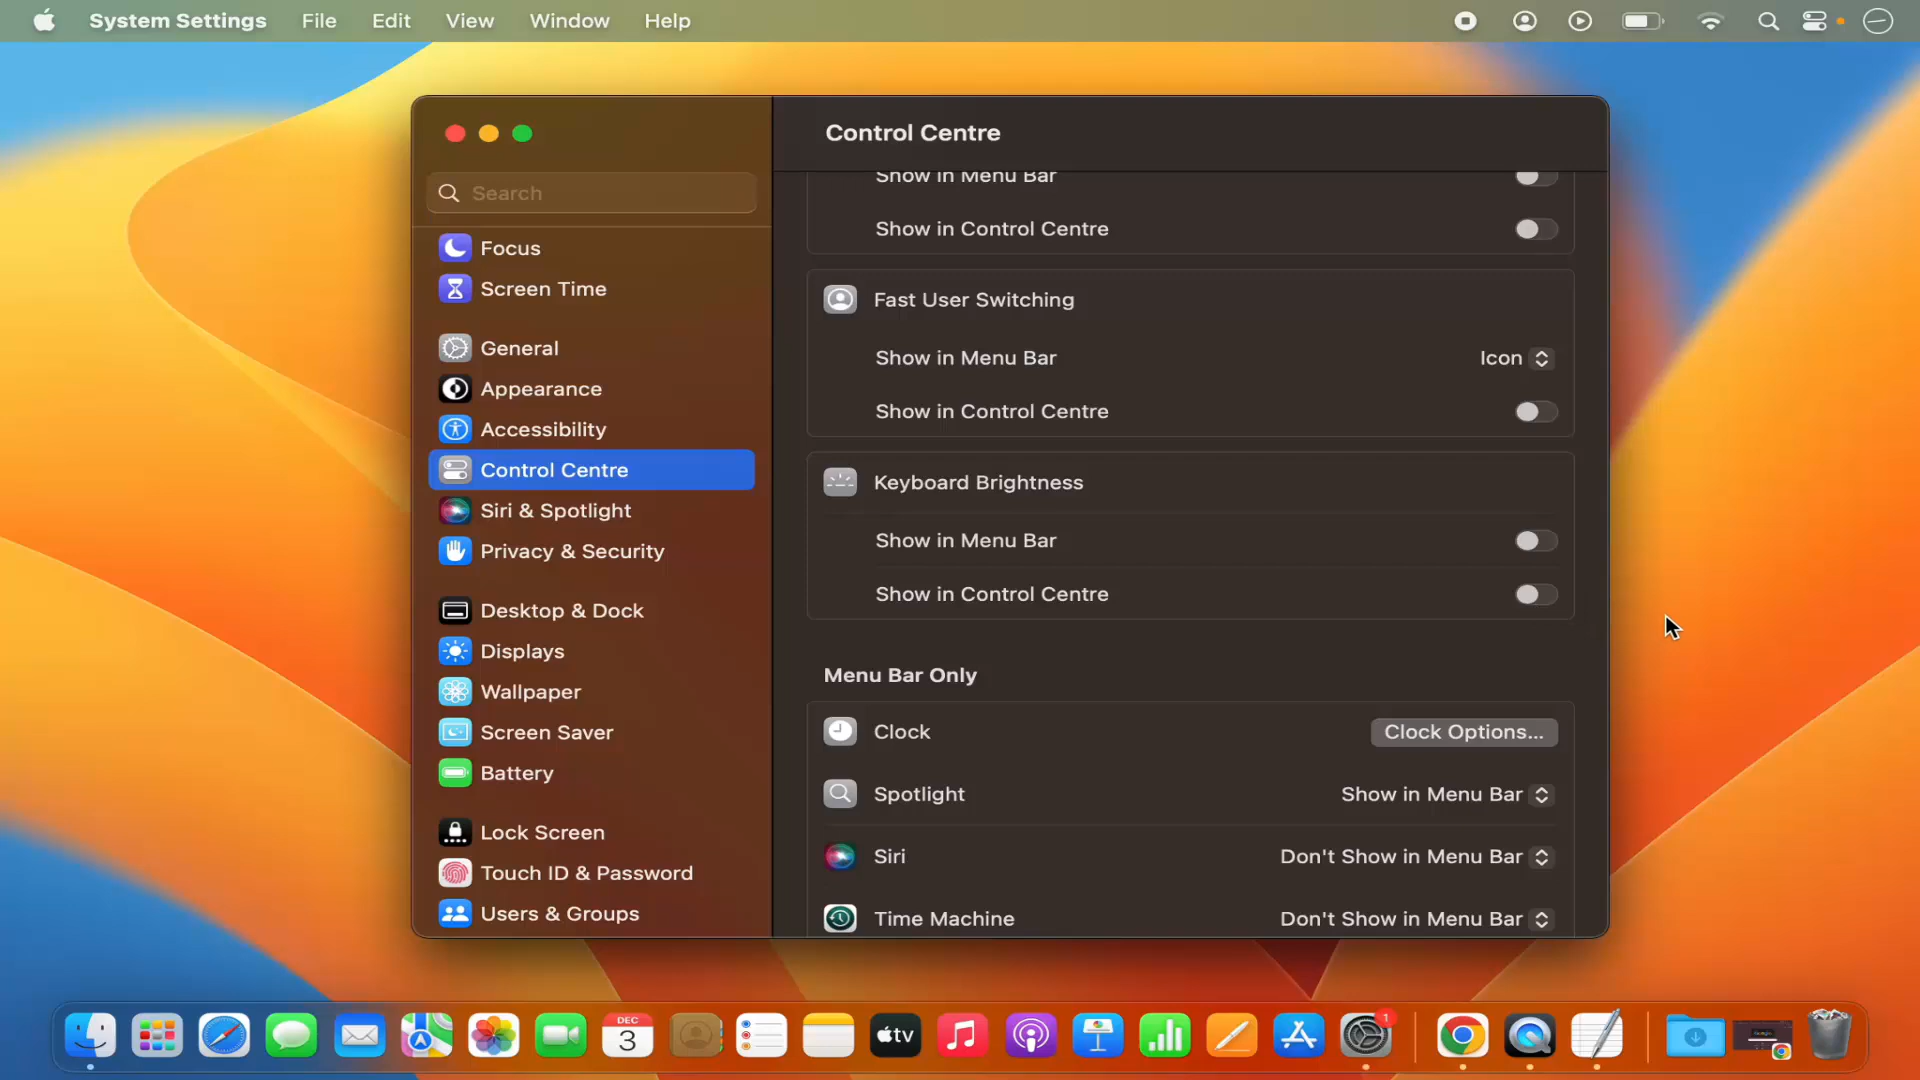 System Settings File Edit View Window Help
Control Centre
Search
Focus
Screen Time
General
Appearance
Accessibility
Control Centre
Siri & Spotlight
Privacy & Security
Desktop & Dock
Displays
Wallpaper
Screen Saver
Battery
Lock Screen
Touch ID & Password
Users & Groups
Show in Menu Bar
Show in Control Centre
Fast User Switching
Show in Menu Bar Icon
Show in Control Centre
Keyboard Brightness
Show in Menu Bar
Show in Control Centre
Menu Bar Only
Clock Clock Options...
Spotlight Show in Menu Bar
Siri Don't Show in Menu Bar
Time Machine Don't Show in Menu Bar
DEC
3
tv
1